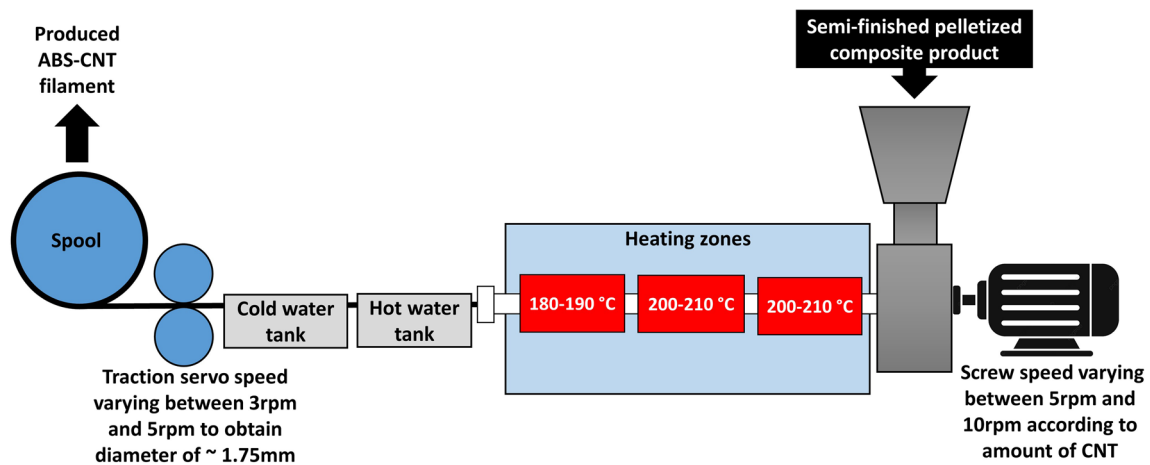 Produced
ABS-CNT
filament
Semi-finished pelletized
composite product
Spool
Heating zones
180-190 °C
200-210 °C
200-210 °C
Cold water
tank
Hot water
tank
Traction servo speed
varying between 3rpm
and 5rpm to obtain
diameter of ~ 1.75mm
Screw speed varying
between 5rpm and
10rpm according to
amount of CNT